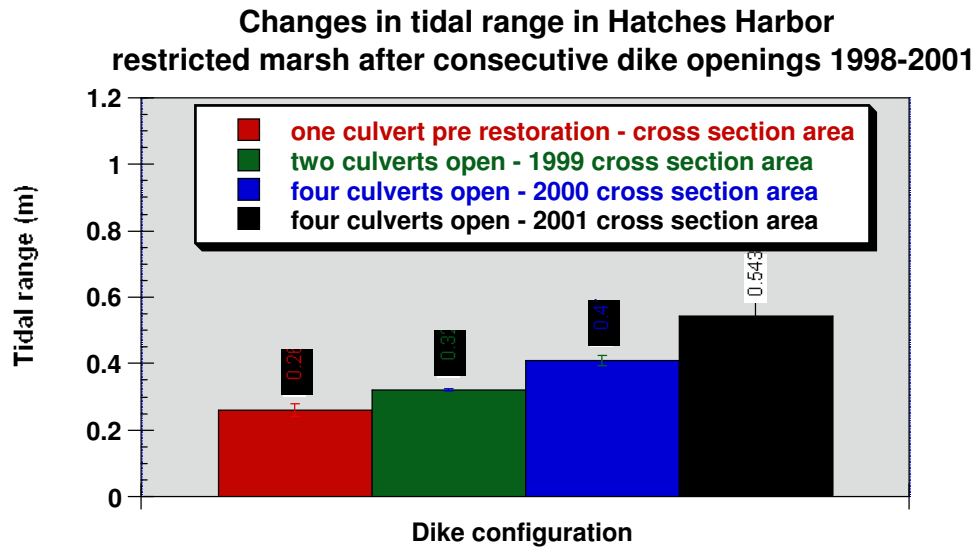 Changes in tidal range in Hatches Harbor
restricted marsh after consecutive dike openings 1998-2001
1.2
1
0.8
0.6
0.4
0.2
0
Tidal range (m)
one culvert pre restoration - cross section area
two culverts open - 1999 cross section area
four culverts open - 2000 cross section area
four culverts open - 2001 cross section area
0.543
Dike configuration